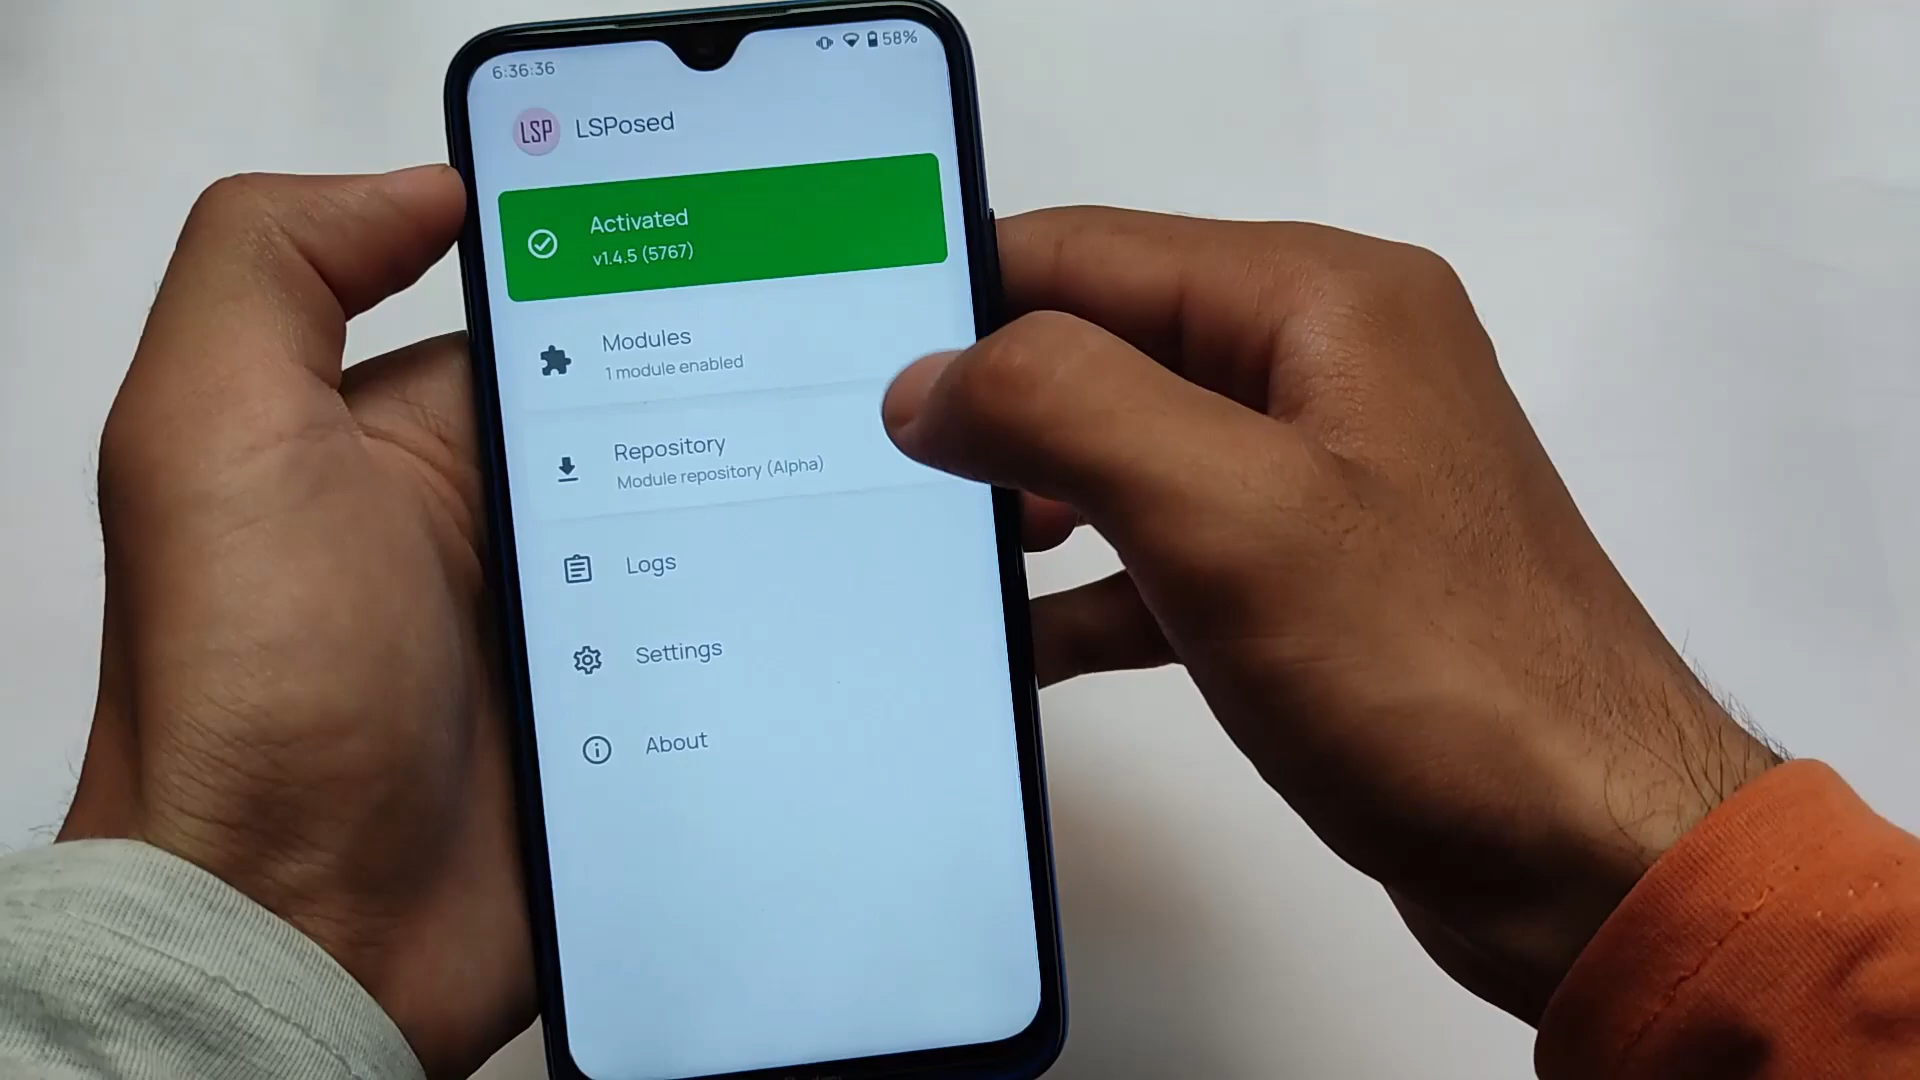 6:36:36
58%
LSP LSPosed
Activated
v1.4.5 (5767)
Modules
1 module enabled
Repository
Module repository (Alpha)
Logs
Settings
About